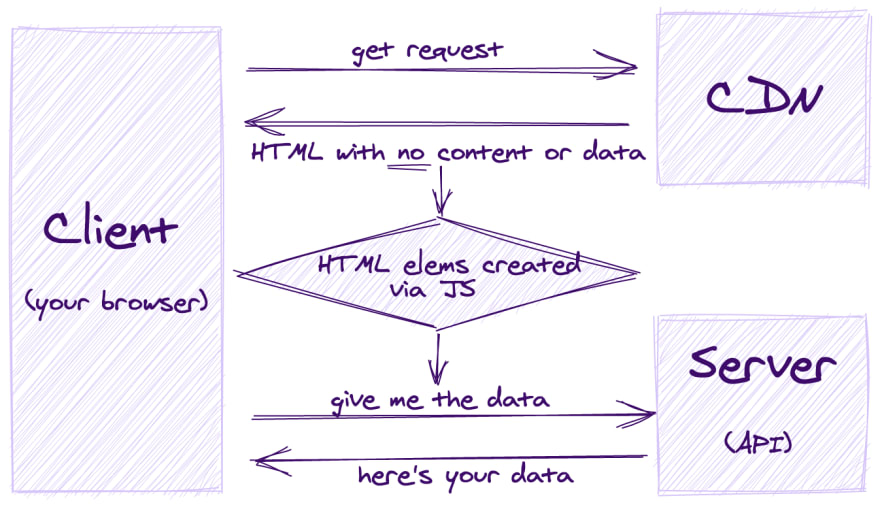 get request
CDN
HTML with no content or data
Client
(your browser)
HTML elems created
via JS
Server
(API)
give me the data
here's your data